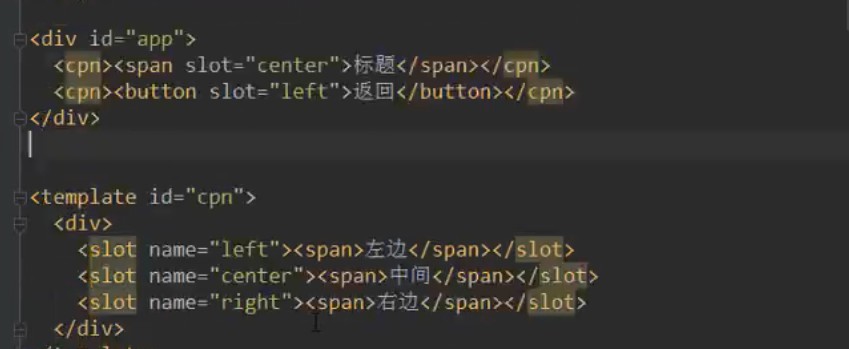 <div id="app">
<cpn><span slot="center">标题</span></cpn>
<cpn><button slot="left">返回</button></cpn>
</div>
<template id="cpn">
<div>
<slot name="left"><span>左边</span></slot>
<slot name="center"><span>中间</span></slot>
<slot name="right"><span>右边</span></slot>
</div>